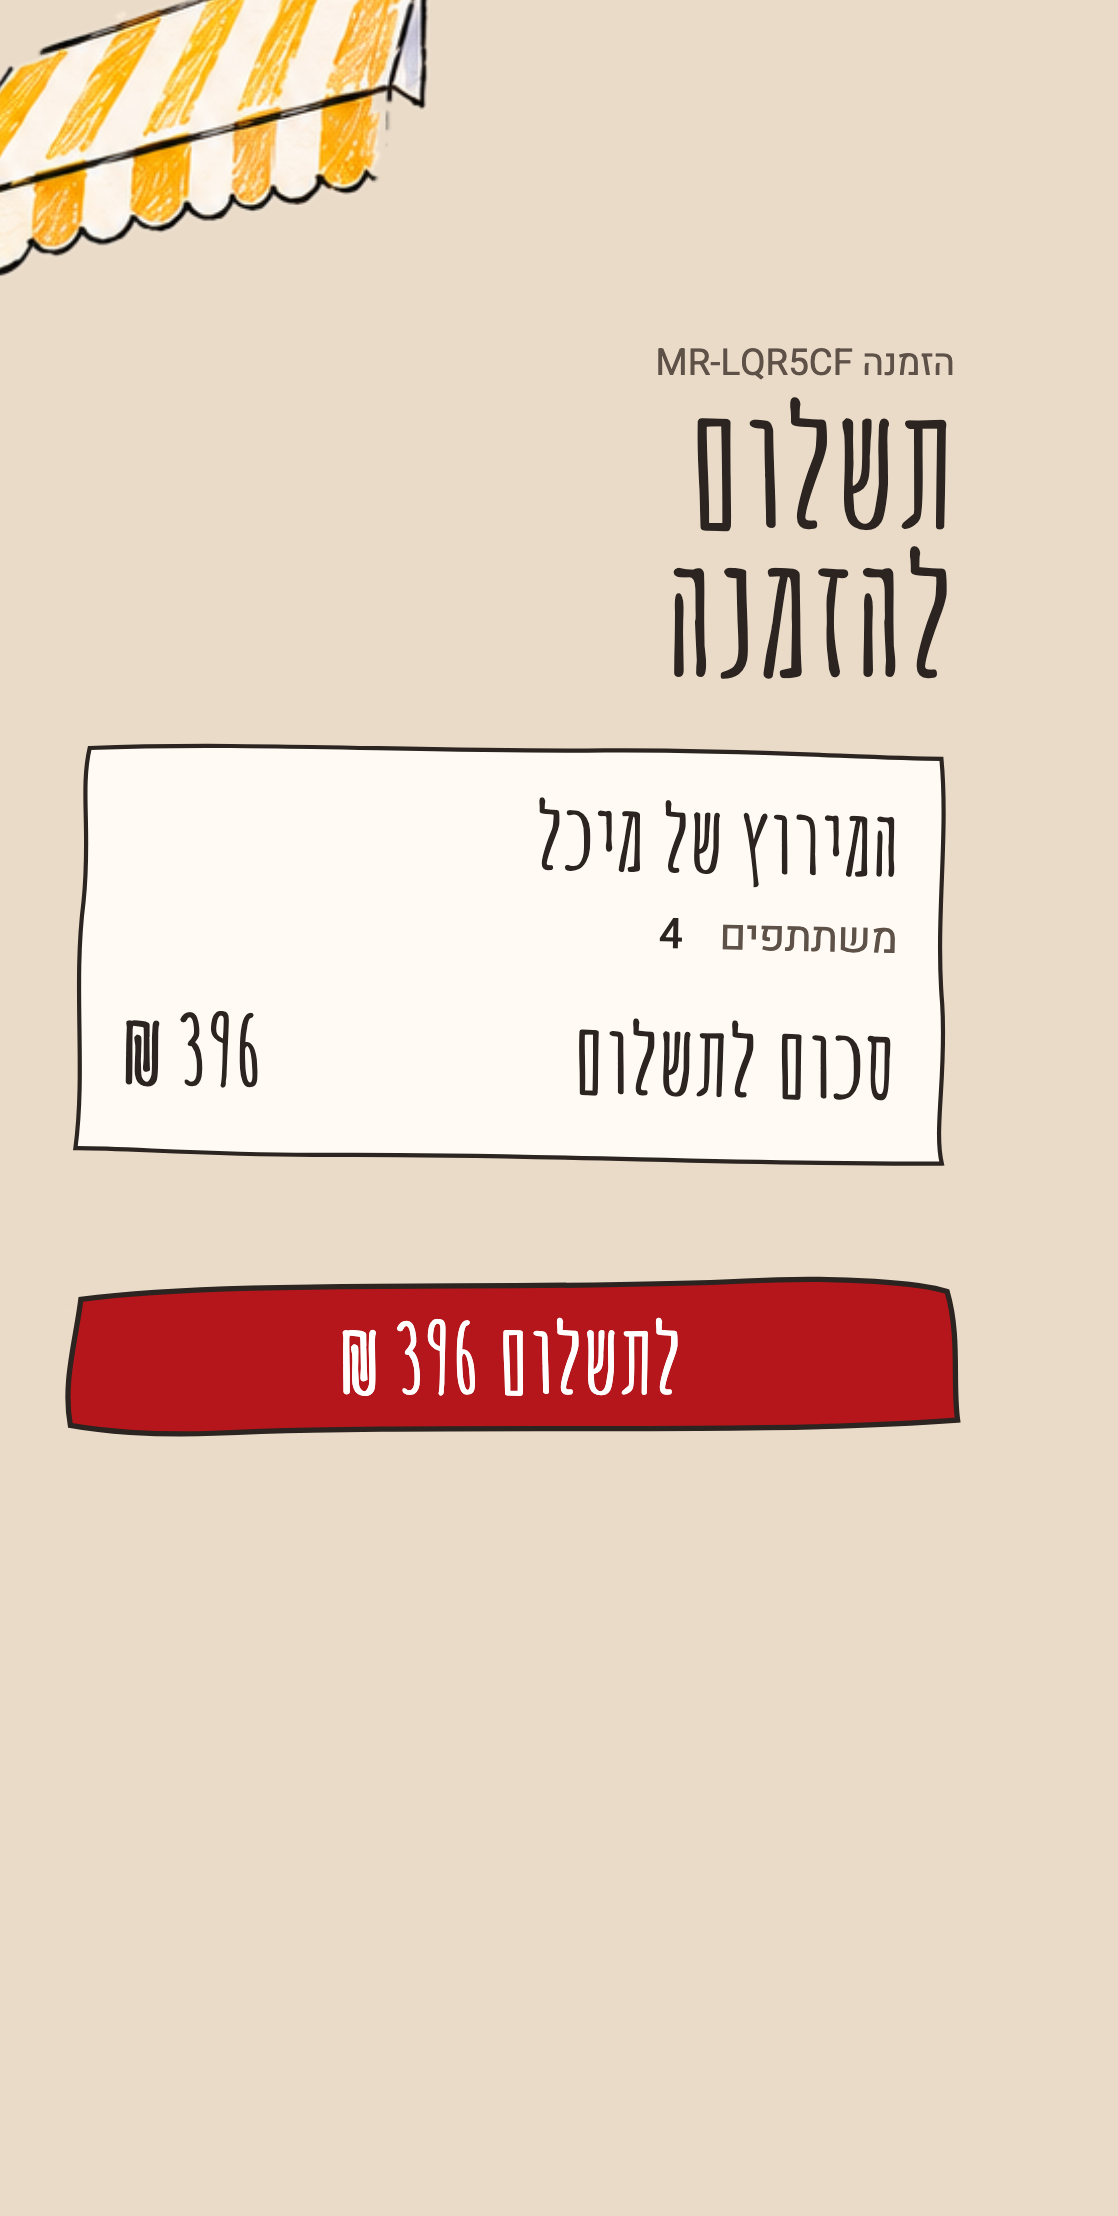 הזמנה MR-LQR5CF
תשלום
להזמנה
המירוץ של מיכל
משתתפים 4
סכום לתשלום 396 ₪
לתשלום 396 ₪